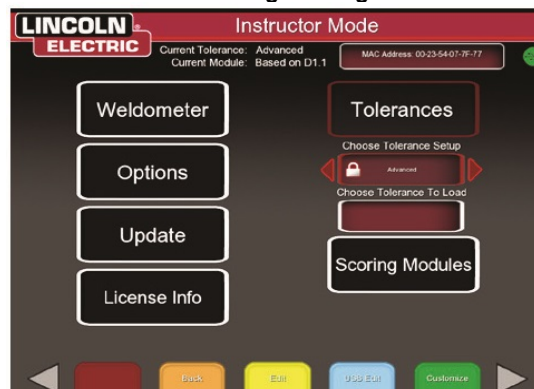 LINCOLN
ELECTRIC
Instructor Mode
Current Tolerance: Advanced
Current Module: Based on D1.1
MAC Address: 00-23-54-07-7F-77
Weldometer
Options
Update
License Info
Tolerances
Choose Tolerance Setup
Advanced
Choose Tolerance To Load
Scoring Modules
Back
Edit
USB Edit
Customize